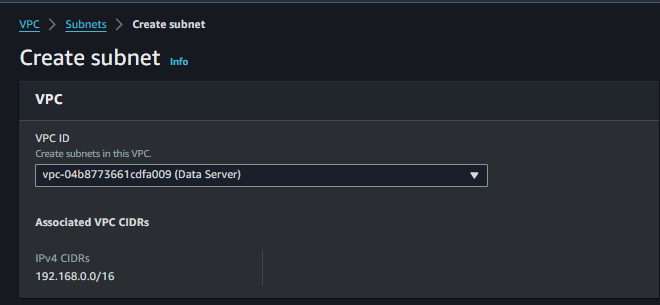 VPC > Subnets > Create subnet
Create subnet Info
VPC
VPC ID
Create subnets in this VPC.
vpc-04b8773661cdfa009 (Data Server)
Associated VPC CIDRs
IPv4 CIDRs
192.168.0.0/16